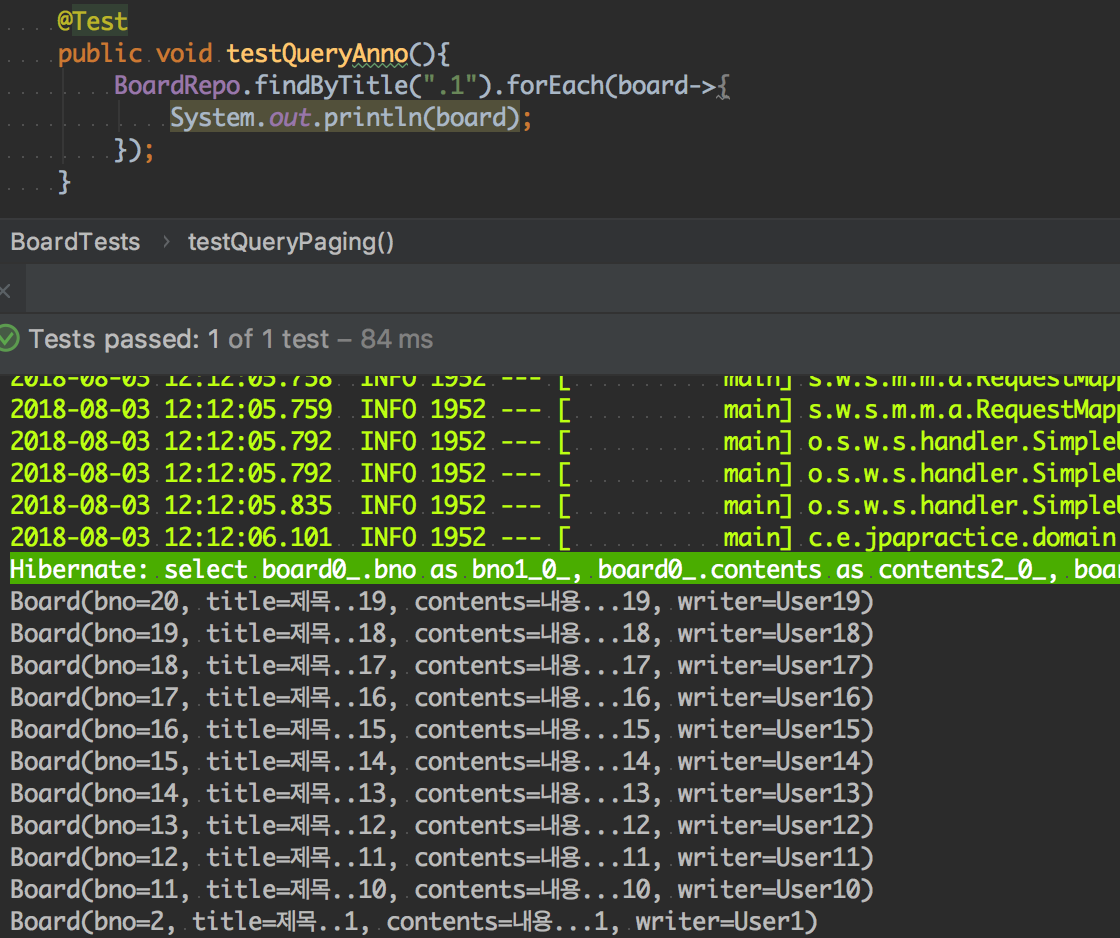 @Test
public void testQueryAnno(){
BoardRepo.findByTitle(".1").forEach(board->{
System.out.println(board);
});
}
BoardTests › testQueryPaging()
Tests passed: 1 of 1 test – 84 ms
2018-08-03 12:12:05.758 INFO 1952 --- [ main] s.w.s.m.m.a.RequestMapp
2018-08-03 12:12:05.759 INFO 1952 --- [ main] s.w.s.m.m.a.RequestMapp
2018-08-03 12:12:05.792 INFO 1952 --- [ main] o.s.w.s.handler.SimpleU
2018-08-03 12:12:05.792 INFO 1952 --- [ main] o.s.w.s.handler.SimpleU
2018-08-03 12:12:05.835 INFO 1952 --- [ main] o.s.w.s.handler.SimpleU
2018-08-03 12:12:06.101 INFO 1952 --- [ main] c.e.jpapractice.domain
Hibernate: select board0_.bno as bno1_0_, board0_.contents as contents2_0_, boar
Board(bno=20, title=제목..19, contents=내용...19, writer=User19)
Board(bno=19, title=제목..18, contents=내용...18, writer=User18)
Board(bno=18, title=제목..17, contents=내용...17, writer=User17)
Board(bno=17, title=제목..16, contents=내용...16, writer=User16)
Board(bno=16, title=제목..15, contents=내용...15, writer=User15)
Board(bno=15, title=제목..14, contents=내용...14, writer=User14)
Board(bno=14, title=제목..13, contents=내용...13, writer=User13)
Board(bno=13, title=제목..12, contents=내용...12, writer=User12)
Board(bno=12, title=제목..11, contents=내용...11, writer=User11)
Board(bno=11, title=제목..10, contents=내용...10, writer=User10)
Board(bno=2, title=제목..1, contents=내용...1, writer=User1)